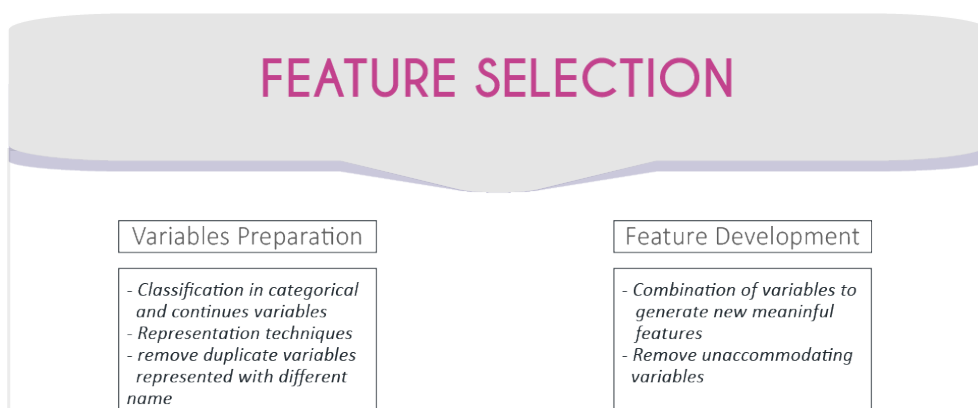 FEATURE SELECTION
Variables Preparation
- Classification in categorical
and continues variables
- Representation techniques
- remove duplicate variables
represented with different
name
Feature Development
- Combination of variables to
generate new meaninful
features
- Remove unaccommodating
variables